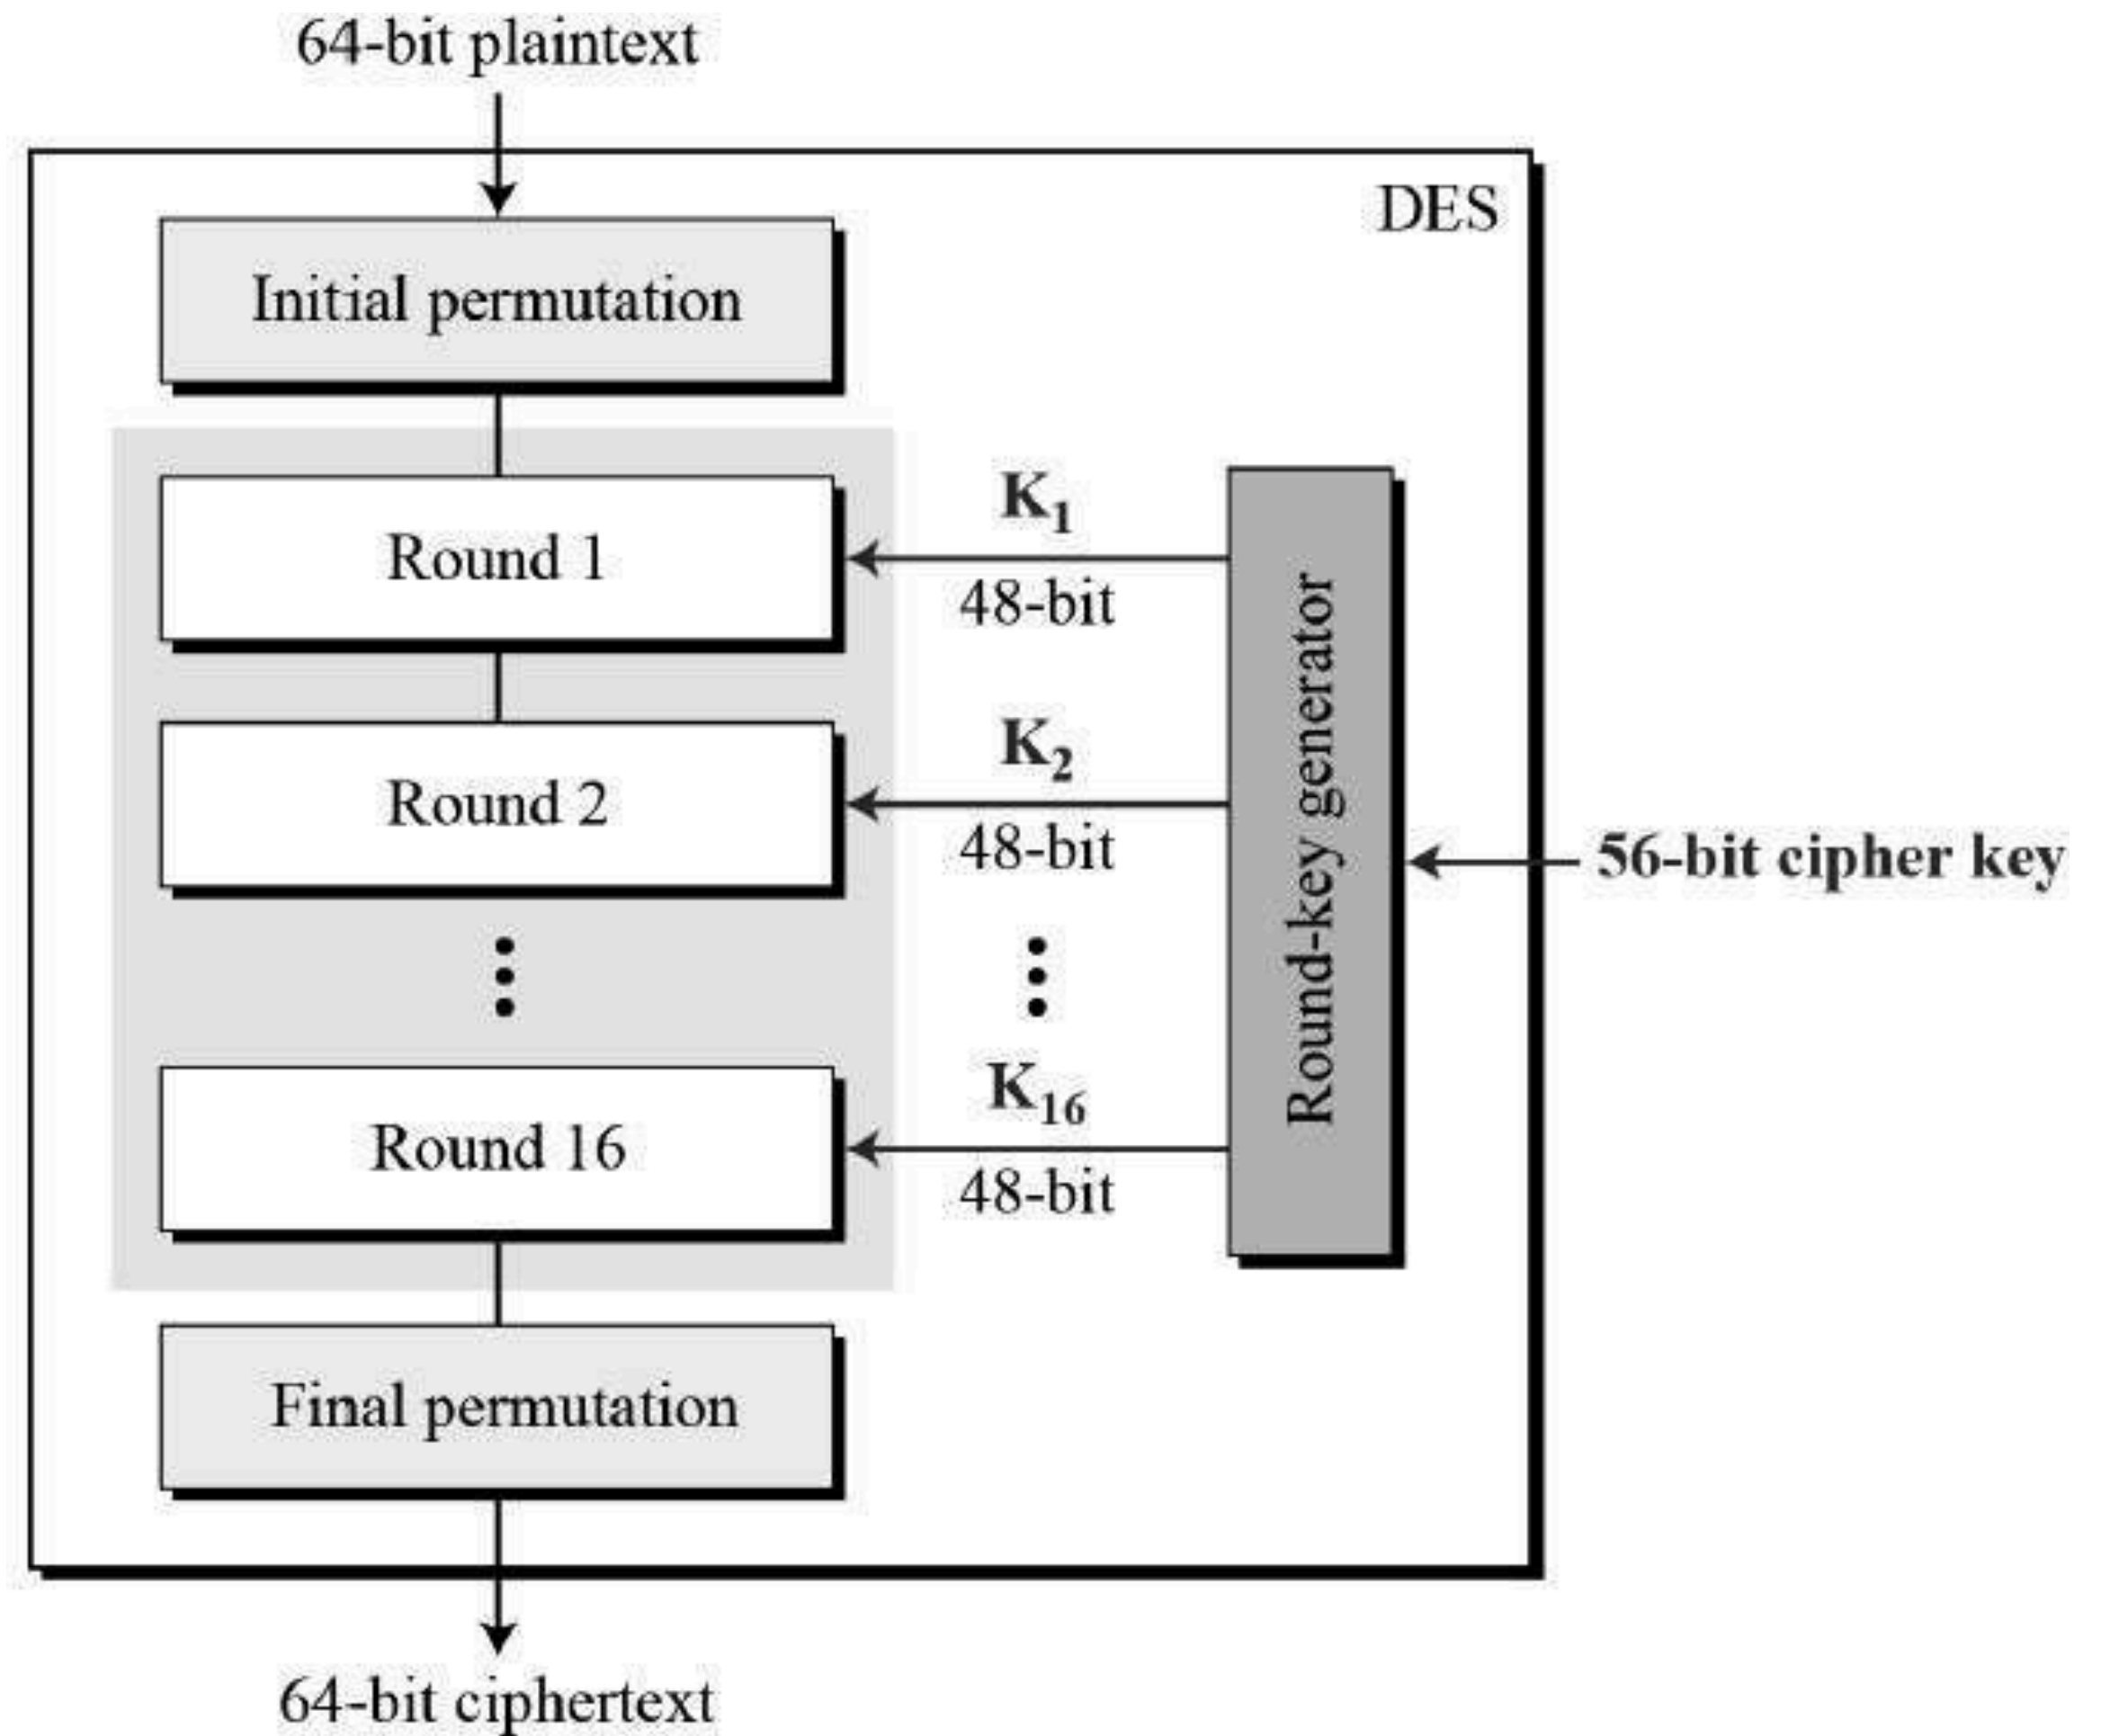 64-bit plaintext
DES
Initial permutation
Round 1
K1
48-bit
Round 2
K2
48-bit
Round-key generator
56-bit cipher key
Round 16
K16
48-bit
Final permutation
64-bit ciphertext